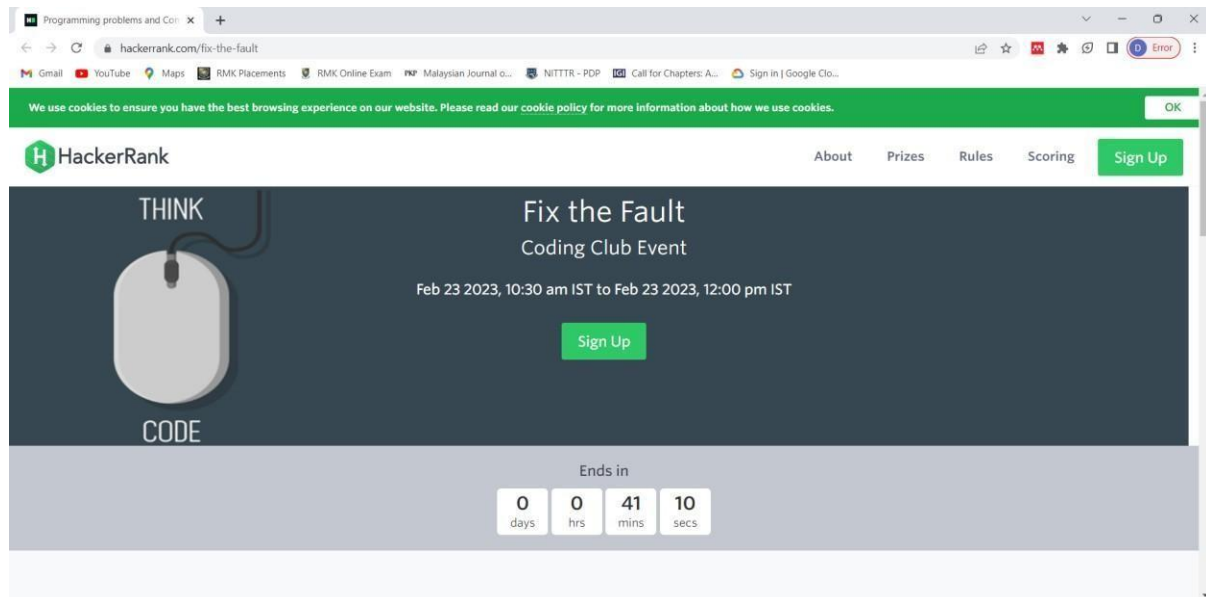 Programming problems and Con
hackerrank.com/fix-the-fault
D Error
Gmail YouTube Maps RMK Placements RMK Online Exam PKP Malaysian Journal o... NITTTR - PDP IGI Call for Chapters: A... Sign in | Google Clo...
We use cookies to ensure you have the best browsing experience on our website. Please read our cookie policy for more information about how we use cookies. OK
H HackerRank About Prizes Rules Scoring Sign Up
THINK
Fix the Fault
Coding Club Event
Feb 23 2023, 10:30 am IST to Feb 23 2023, 12:00 pm IST
Sign Up
CODE
Ends in
0 0 41 10
days hrs mins secs